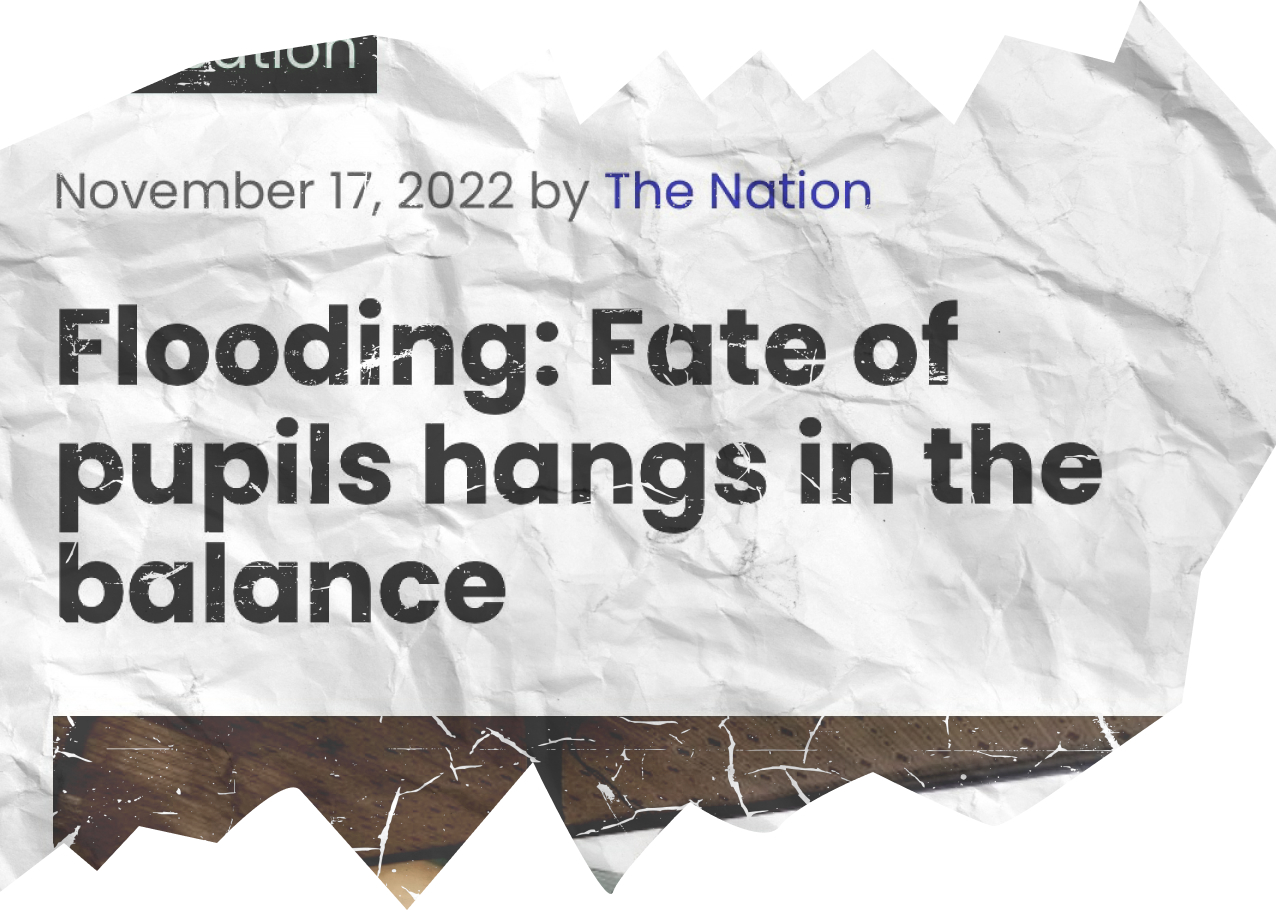 November 17, 2022 by The Nation
Flooding: Fate of
pupils hangs in the
balance